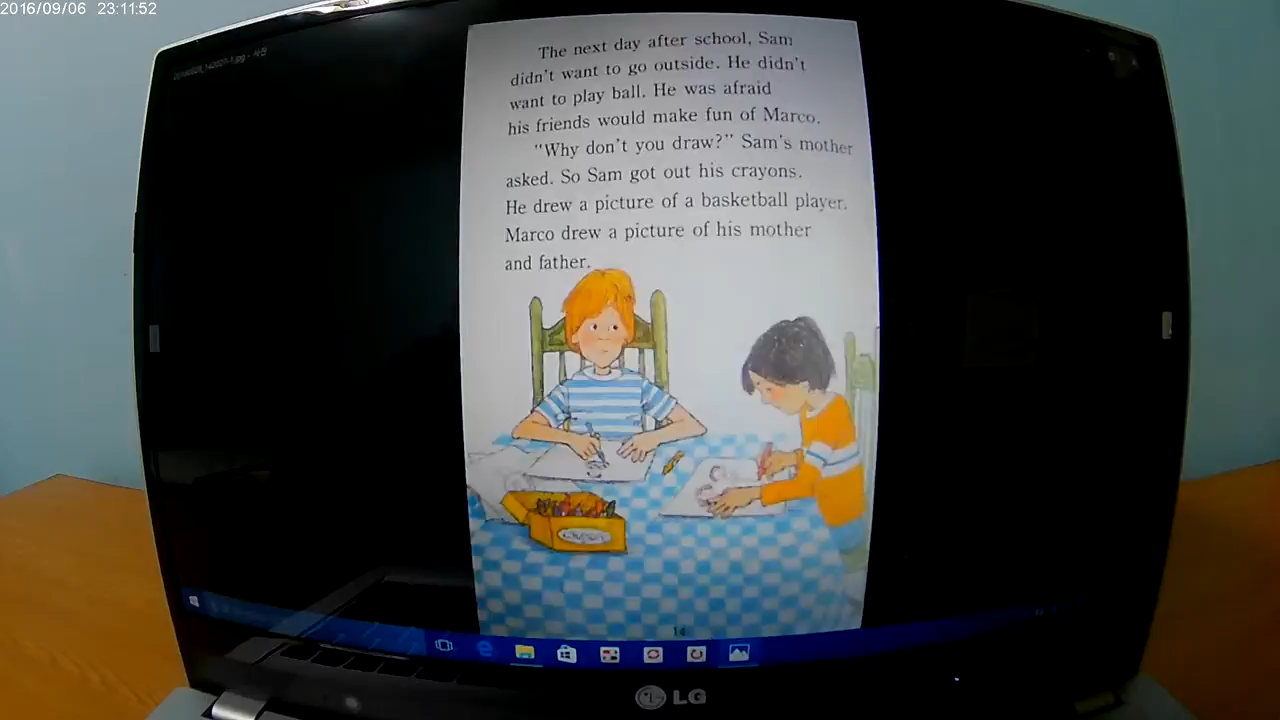 2016/09/06 23:11:52
The next day after school, Sam
didn't want to go outside. He didn't
want to play ball. He was afraid
his friends would make fun of Marco.
"Why don't you draw?" Sam's mother
asked. So Sam got out his crayons.
He drew a picture of a basketball player.
Marco drew a picture of his mother
and father.
14
LG